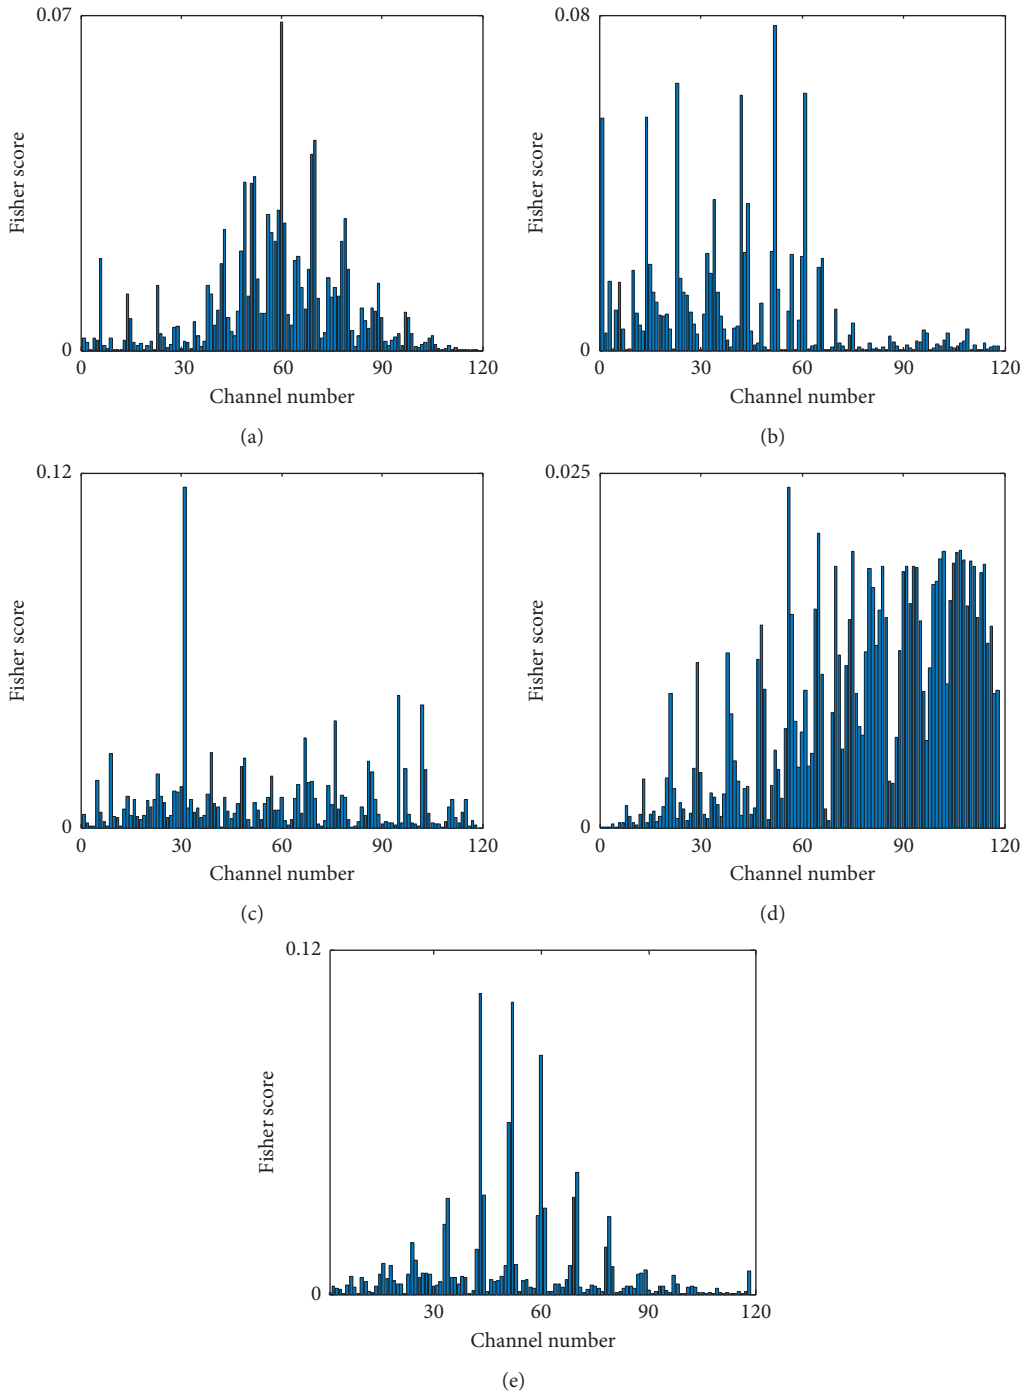 0.07
Fisher score
0
0 30 60 90 120
Channel number
(a)
0.08
Fisher score
0
0 30 60 90 120
Channel number
(b)
0.12
Fisher score
0
0 30 60 90 120
Channel number
(c)
0.025
Fisher score
0
0 30 60 90 120
Channel number
(d)
0.12
Fisher score
0
30 60 90 120
Channel number
(e)